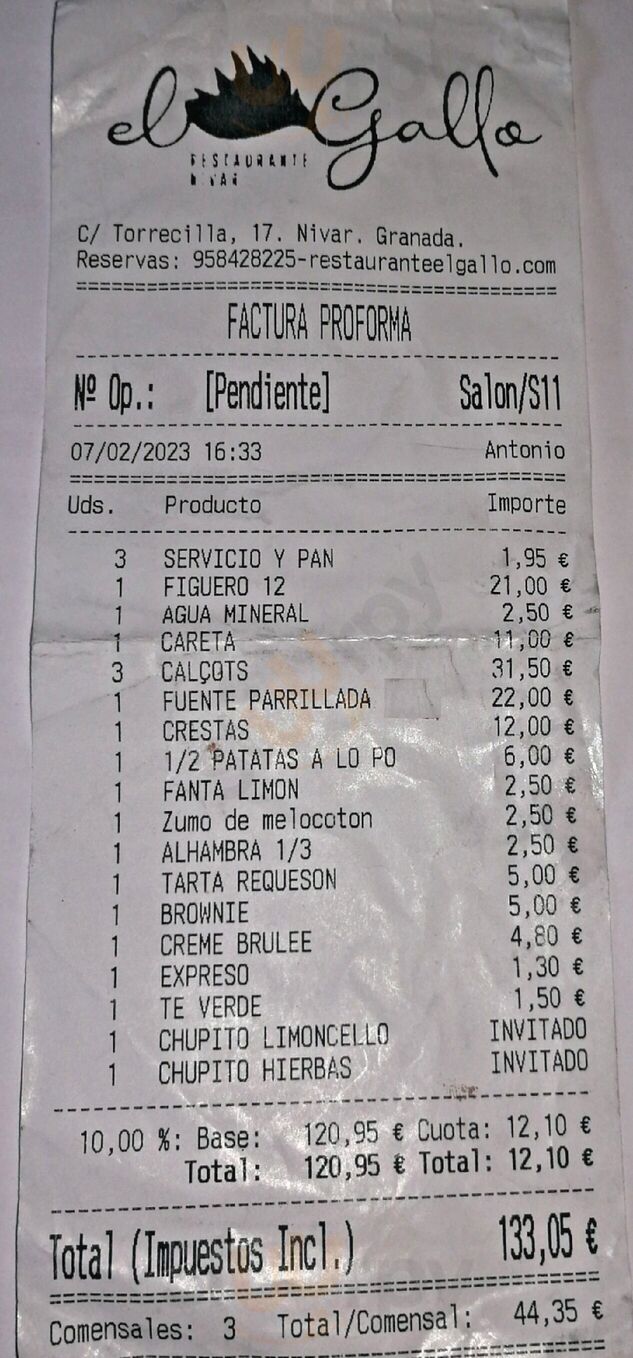 el Gallo
RESTAURANTE
NIVAR
C/ Torrecilla, 17. Nivar. Granada.
Reservas: 958428225-restauranteelgallo.com
FACTURA PROFORMA
Nº Op.: [Pendiente] Salon/S11
07/02/2023 16:33 Antonio
Uds. Producto Importe
3 SERVICIO Y PAN 1,95 €
1 FIGUERO 12 21,00 €
1 AGUA MINERAL 2,50 €
1 CARETA 11,00 €
3 CALÇOTS 31,50 €
1 FUENTE PARRILLADA 22,00 €
1 CRESTAS 12,00 €
1 1/2 PATATAS A LO PO 6,00 €
1 FANTA LIMON 2,50 €
1 Zumo de melocoton 2,50 €
1 ALHAMBRA 1/3 2,50 €
1 TARTA REQUESON 5,00 €
1 BROWNIE 5,00 €
1 CREME BRULEE 4,80 €
1 EXPRESO 1,30 €
1 TE VERDE 1,50 €
1 CHUPITO LIMONCELLO INVITADO
1 CHUPITO HIERBAS INVITADO
10,00 %: Base: 120,95 € Cuota: 12,10 €
Total: 120,95 € Total: 12,10 €
Total (Impuestos Incl.) 133,05 €
Comensales: 3 Total/Comensal: 44,35 €